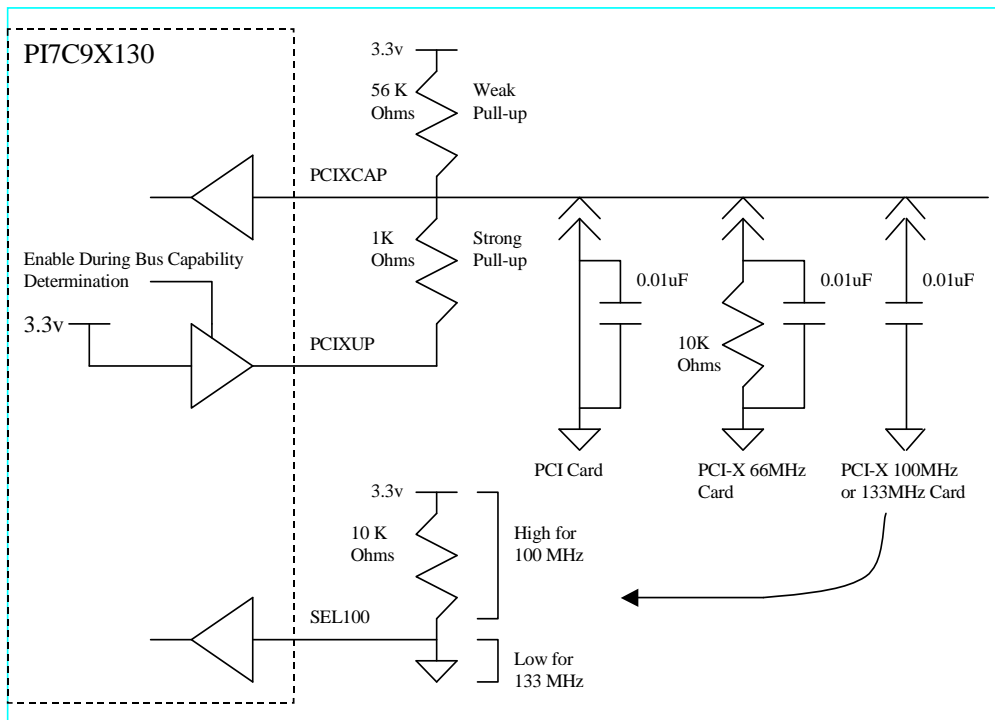 PI7C9X130
3.3v
56 K
Ohms
Weak
Pull-up
PCIXCAP
1K
Ohms
Strong
Pull-up
Enable During Bus Capability
Determination
3.3v
PCIXUP
0.01uF
0.01uF
0.01uF
10K
Ohms
PCI Card
PCI-X 66MHz
Card
PCI-X 100MHz
or 133MHz Card
3.3v
10 K
Ohms
High for
100 MHz
SEL100
Low for
133 MHz